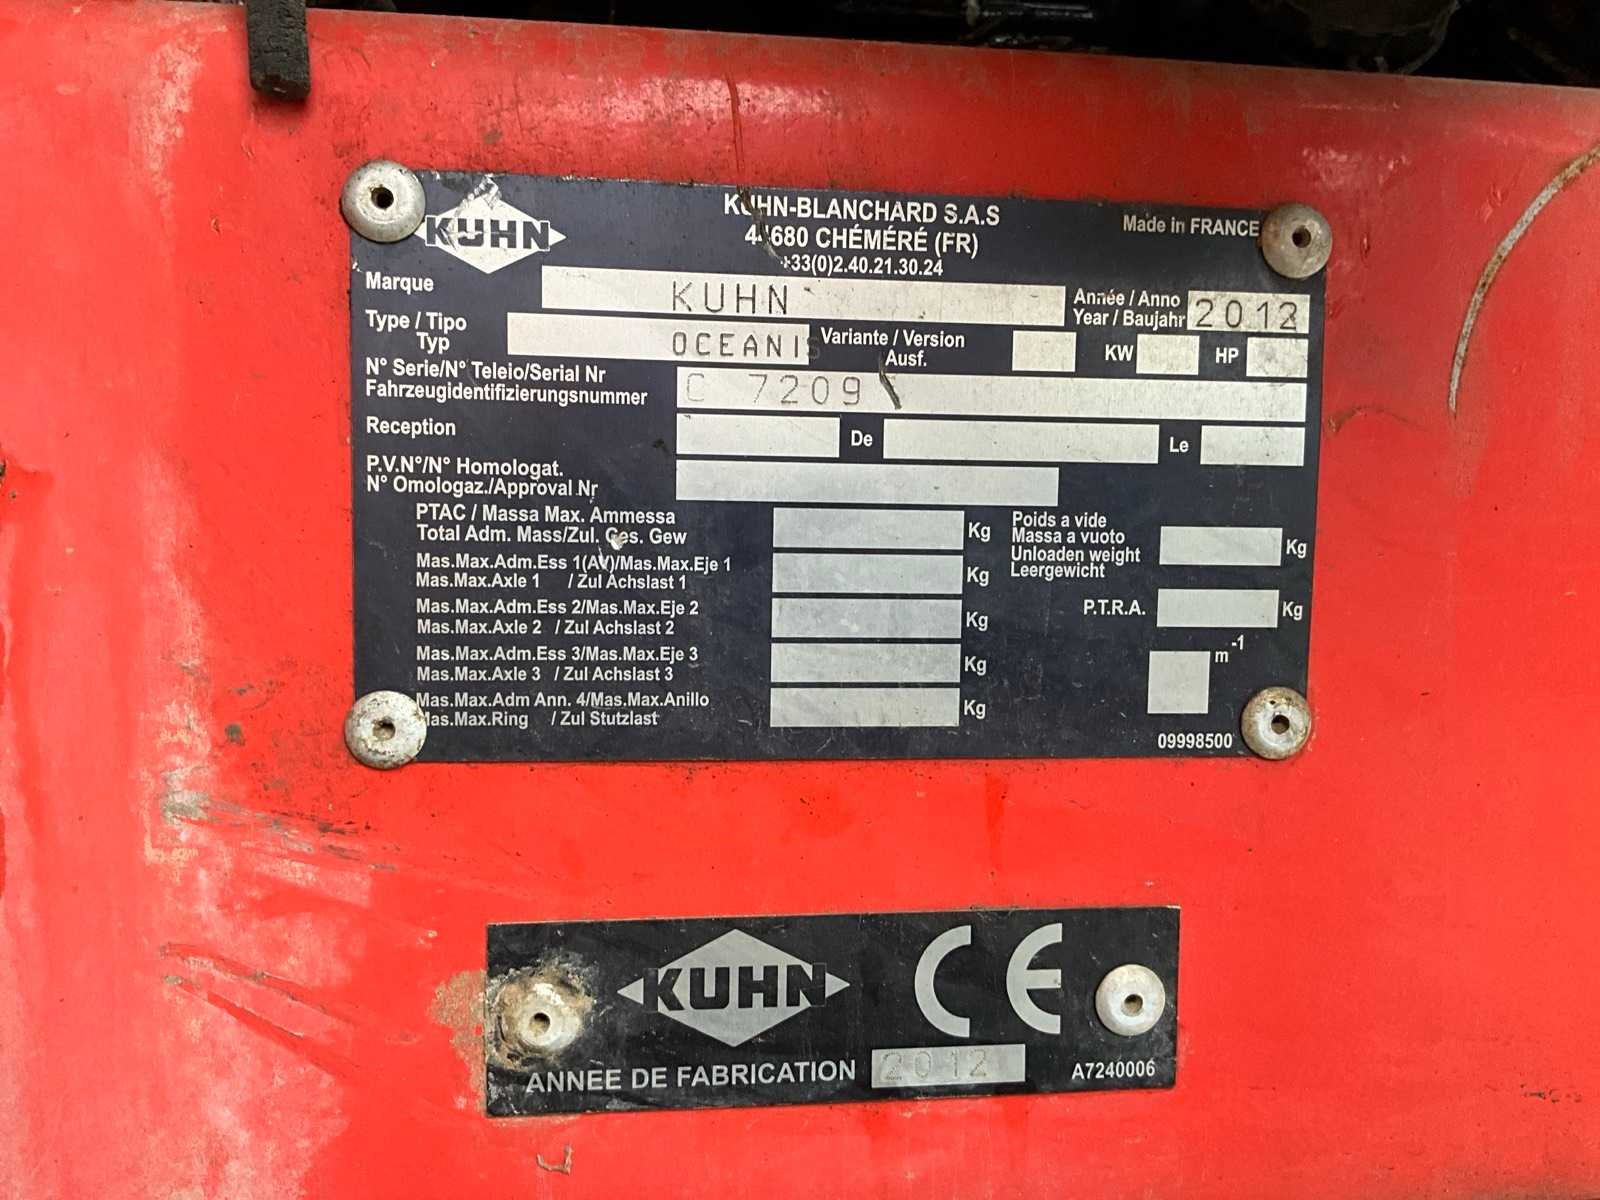 KUHN
KUHN-BLANCHARD S.A.S
44680 CHÉMÉRÉ (FR)
+33(0)2.40.21.30.24
Made in FRANCE
Marque KUHN
Année / Anno
Year / Baujahr 2012
Type / Tipo
Typ OCEANIS
Variante / Version
Ausf.
KW
HP
N° Serie/N° Teleio/Serial Nr
Fahrzeugidentifizierungsnummer C 7209
Reception
De
Le
P.V.N°/N° Homologat.
N° Omologaz./Approval Nr
PTAC / Massa Max. Ammessa
Total Adm. Mass/Zul. Ges. Gew
Kg
Poids a vide
Massa a vuoto
Unloaden weight
Leergewicht
Kg
Mas.Max.Adm.Ess 1(AV)/Mas.Max.Eje 1
Mas.Max.Axle 1 / Zul Achslast 1
Kg
Mas.Max.Adm.Ess 2/Mas.Max.Eje 2
Mas.Max.Axle 2 / Zul Achslast 2
Kg
P.T.R.A.
Kg
Mas.Max.Adm.Ess 3/Mas.Max.Eje 3
Mas.Max.Axle 3 / Zul Achslast 3
Kg
m-1
Mas.Max.Adm Ann. 4/Mas.Max.Anillo
Mas.Max.Ring / Zul Stutzlast
Kg
09998500
KUHN
CE
ANNEE DE FABRICATION 2012
A7240006